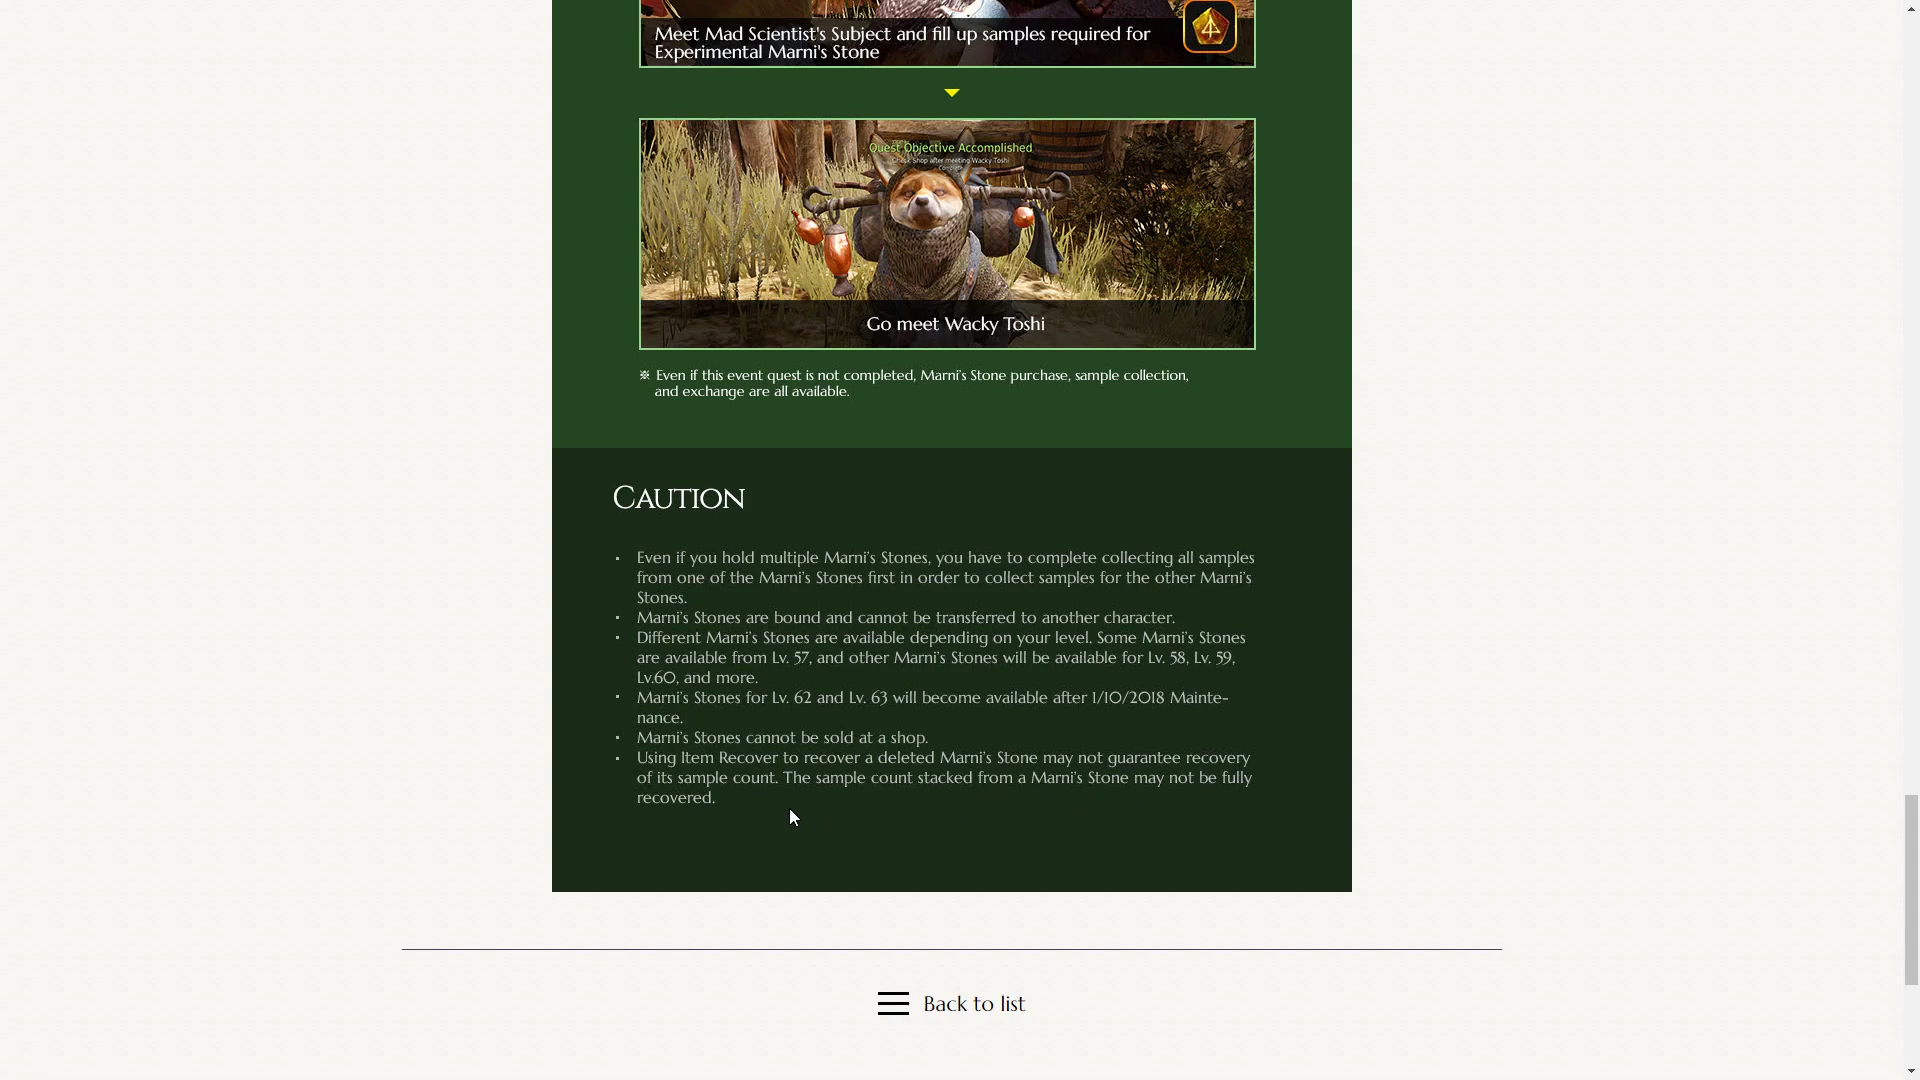 Meet Mad Scientist's Subject and fill up samples required for
Experimental Marni's Stone
Quest Objective Accomplished
Check Shop after meeting Wacky Toshi
Complete
Go meet Wacky Toshi
※ Even if this event quest is not completed, Marni's Stone purchase, sample collection,
and exchange are all available.
CAUTION
• Even if you hold multiple Marni's Stones, you have to complete collecting all samples
from one of the Marni's Stones first in order to collect samples for the other Marni's
Stones.
• Marni's Stones are bound and cannot be transferred to another character.
• Different Marni's Stones are available depending on your level. Some Marni's Stones
are available from Lv. 57, and other Marni's Stones will be available for Lv. 58, Lv. 59,
Lv.60, and more.
• Marni's Stones for Lv. 62 and Lv. 63 will become available after 1/10/2018 Mainte-
nance.
• Marni's Stones cannot be sold at a shop.
• Using Item Recover to recover a deleted Marni's Stone may not guarantee recovery
of its sample count. The sample count stacked from a Marni's Stone may not be fully
recovered.
Back to list